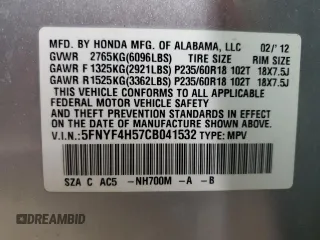 MFD. BY HONDA MFG. OF ALABAMA, LLC 02/'12
GVWR 2765KG(6096LBS) TIRE SIZE RIM SIZE
GAWR F 1325KG(2921LBS) P235/60R18 102T 18X7.5J
GAWR R 1525KG(3362LBS) P235/60R18 102T 18X7.5J
THIS VEHICLE CONFORMS TO ALL APPLICABLE FEDERAL
MOTOR VEHICLE SAFETY AND THEFT PREVENTION
STANDARDS IN EFFECT ON THE
DATE OF MANUFACTURE SHOWN ABOVE.
V.I.N.: 5FNYF4H57CB041532 TYPE: MPV
SZA C AC5 -NH700M -A -B
© DRIVEBIDRIVE